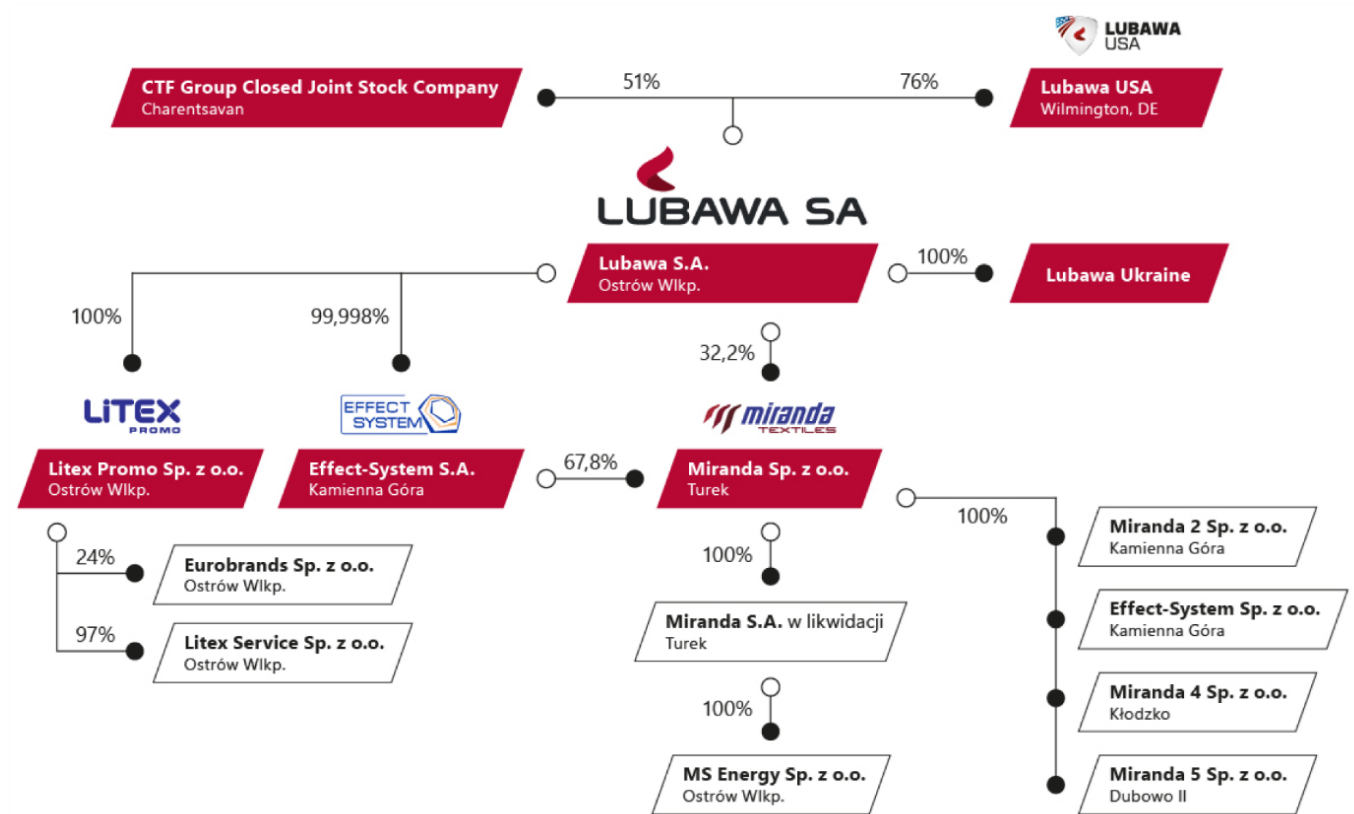 LUBAWA
USA
CTF Group Closed Joint Stock Company
Charentsavan
51%
76%
Lubawa USA
Wilmington, DE
LUBAWA SA
Lubawa S.A.
Ostrów Wlkp.
100%
Lubawa Ukraine
100%
99,998%
32,2%
LiTEX
PROMO
EFFECT
SYSTEM
miranda
TEXTILES
Litex Promo Sp. z o.o.
Ostrów Wlkp.
Effect-System S.A.
Kamienna Góra
67,8%
Miranda Sp. z o.o.
Turek
100%
24%
Eurobrands Sp. z o.o.
Ostrów Wlkp.
97%
Litex Service Sp. z o.o.
Ostrów Wlkp.
100%
Miranda S.A. w likwidacji
Turek
100%
MS Energy Sp. z o.o.
Ostrów Wlkp.
Miranda 2 Sp. z o.o.
Kamienna Góra
Effect-System Sp. z o.o.
Kamienna Góra
Miranda 4 Sp. z o.o.
Kłodzko
Miranda 5 Sp. z o.o.
Dubowo II